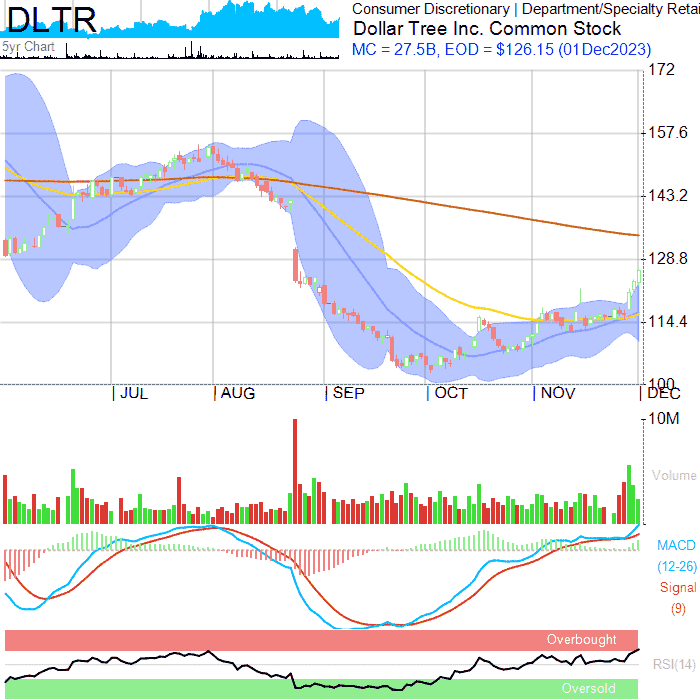 DLTR
Consumer Discretionary | Department/Specialty Retai
Dollar Tree Inc. Common Stock
MC = 27.5B, EOD = $126.15 (01Dec2023)
5yr Chart
172
157.6
143.2
128.8
114.4
100
JUL AUG SEP OCT NOV DEC
10M
Volume
MACD
(12-26)
Signal
(9)
Overbought
RSI(14)
Oversold